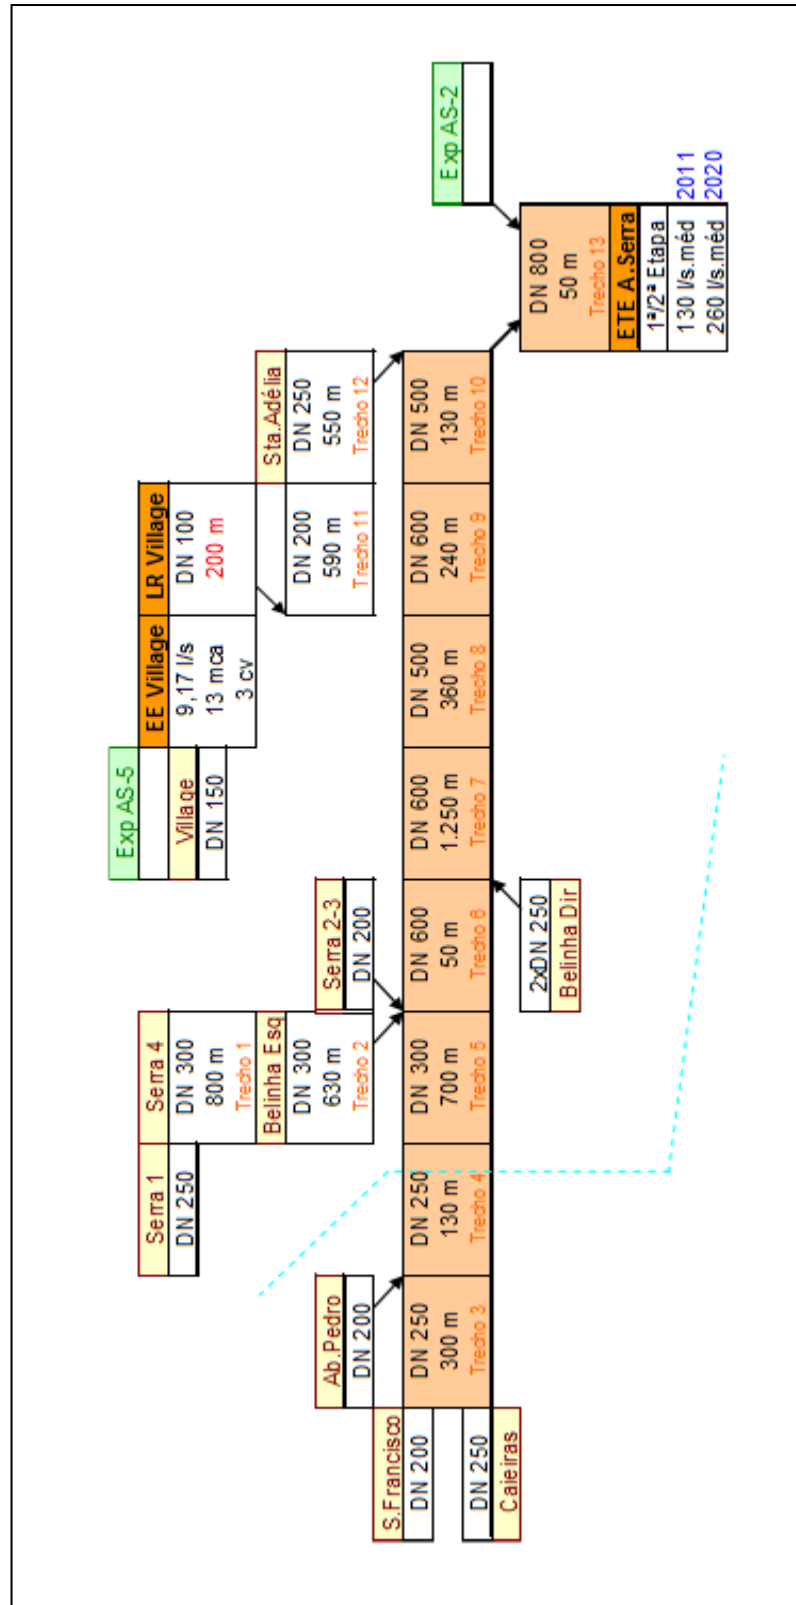 Exp AS-5
EE Village
LR Village
9,17 l/s
13 mca
3 cv
DN 100
200 m
Village
DN 150
Serra 1
DN 250
Serra 4
DN 300
800 m
Trecho 1
Belinha Esq
DN 300
630 m
Trecho 2
Sta.Adélia
DN 200
590 m
Trecho 11
DN 250
550 m
Trecho 12
Ab.Pedro
DN 200
Serra 2-3
DN 200
S.Francisco
DN 200
DN 250
Caieiras
DN 250
300 m
Trecho 3
DN 250
130 m
Trecho 4
DN 300
700 m
Trecho 5
DN 600
50 m
Trecho 6
DN 600
1.250 m
Trecho 7
DN 500
360 m
Trecho 8
DN 600
240 m
Trecho 9
DN 500
130 m
Trecho 10
2xDN 250
Belinha Dir
Exp AS-2
DN 800
50 m
Trecho 13
ETE A.Serra
1ª/2ª Etapa
130 l/s.méd 2011
260 l/s.méd 2020